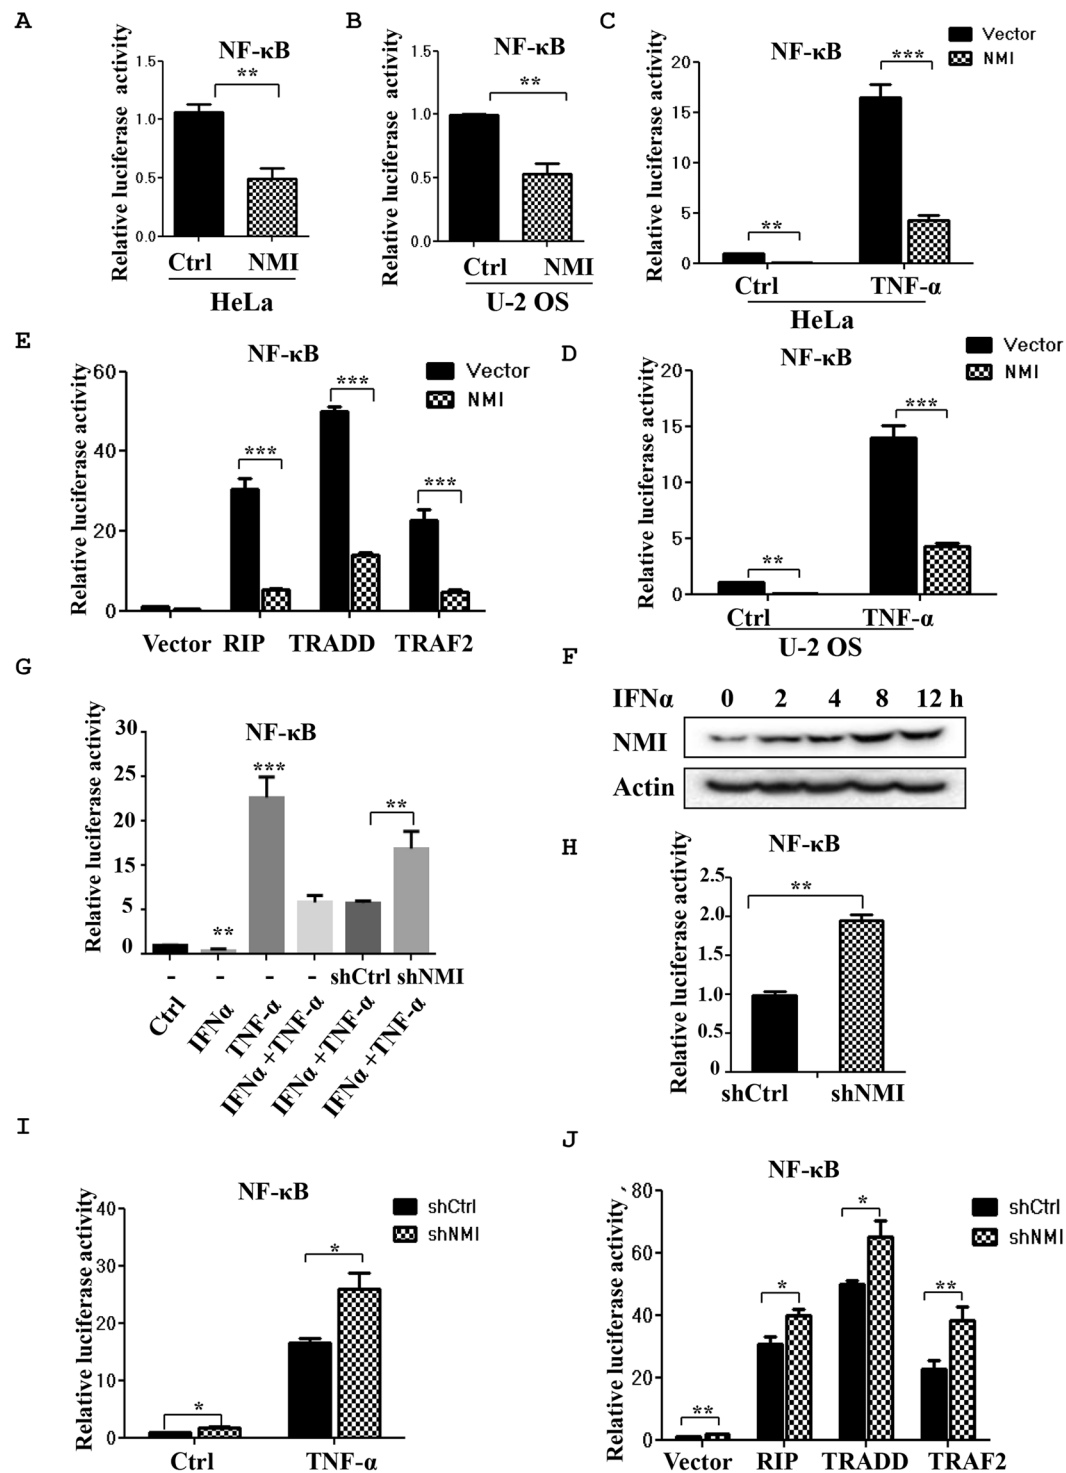 A
NF-κB
Relative luciferase activity
1.5
1.0
0.5
0.0
**
Ctrl NMI
HeLa
B
NF-κB
Relative luciferase activity
1.5
1.0
0.5
0.0
**
Ctrl NMI
U-2 OS
C
NF-κB
Vector
NMI
Relative luciferase activity
20
15
10
5
0
**
***
Ctrl TNF-α
HeLa
E
NF-κB
Vector
NMI
Relative luciferase activity
60
40
20
0
***
***
***
Vector RIP TRADD TRAF2
D
NF-κB
Vector
NMI
Relative luciferase activity
20
15
10
5
0
**
***
Ctrl TNF-α
U-2 OS
F
IFNα 0 2 4 8 12 h
NMI
Actin
G
NF-κB
Relative luciferase activity
30
25
20
15
5
0
**
***
**
- - - - shCtrl shNMI
Ctrl
IFNα
TNF-α
IFNα +TNF-α
IFNα +TNF-α
IFNα +TNF-α
H
NF-κB
Relative luciferase activity
2.5
2.0
1.5
1.0
0.5
0
**
shCtrl shNMI
I
NF-κB
shCtrl
shNMI
Relative luciferase activity
40
30
20
10
0
*
*
Ctrl TNF-α
J
NF-κB
shCtrl
shNMI
Relative luciferase activity
80
60
40
20
0
**
*
*
**
Vector RIP TRADD TRAF2